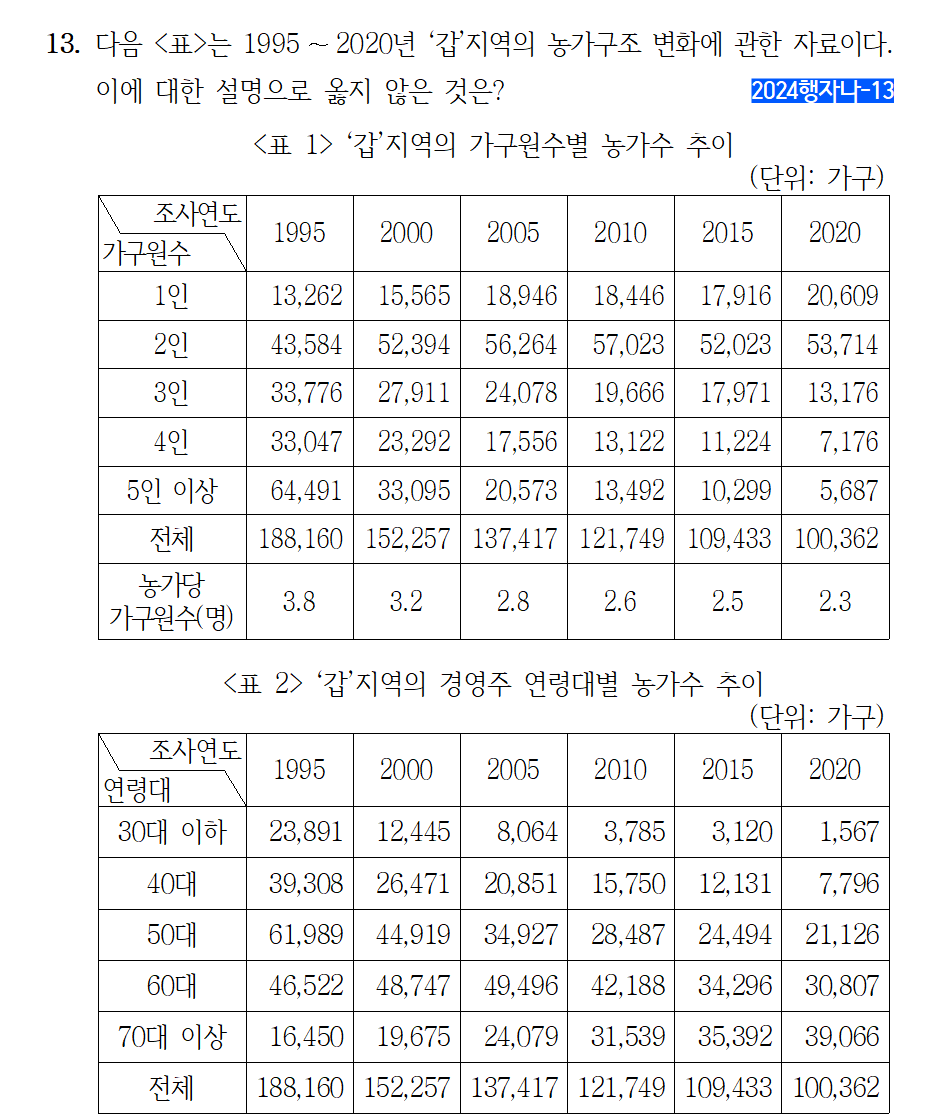 13. 다음 <표>는 1995 ~ 2020년 ‘갑’지역의 농가구조 변화에 관한 자료이다.
이에 대한 설명으로 옳지 않은 것은? 2024행자나-13
<표 1> ‘갑’지역의 가구원수별 농가수 추이
(단위: 가구)
조사연도 가구원수 1995 2000 2005 2010 2015 2020
1인 13,262 15,565 18,946 18,446 17,916 20,609
2인 43,584 52,394 56,264 57,023 52,023 53,714
3인 33,776 27,911 24,078 19,666 17,971 13,176
4인 33,047 23,292 17,556 13,122 11,224 7,176
5인 이상 64,491 33,095 20,573 13,492 10,299 5,687
전체 188,160 152,257 137,417 121,749 109,433 100,362
농가당
가구원수(명) 3.8 3.2 2.8 2.6 2.5 2.3
<표 2> ‘갑’지역의 경영주 연령대별 농가수 추이
(단위: 가구)
조사연도 연령대 1995 2000 2005 2010 2015 2020
30대 이하 23,891 12,445 8,064 3,785 3,120 1,567
40대 39,308 26,471 20,851 15,750 12,131 7,796
50대 61,989 44,919 34,927 28,487 24,494 21,126
60대 46,522 48,747 49,496 42,188 34,296 30,807
70대 이상 16,450 19,675 24,079 31,539 35,392 39,066
전체 188,160 152,257 137,417 121,749 109,433 100,362